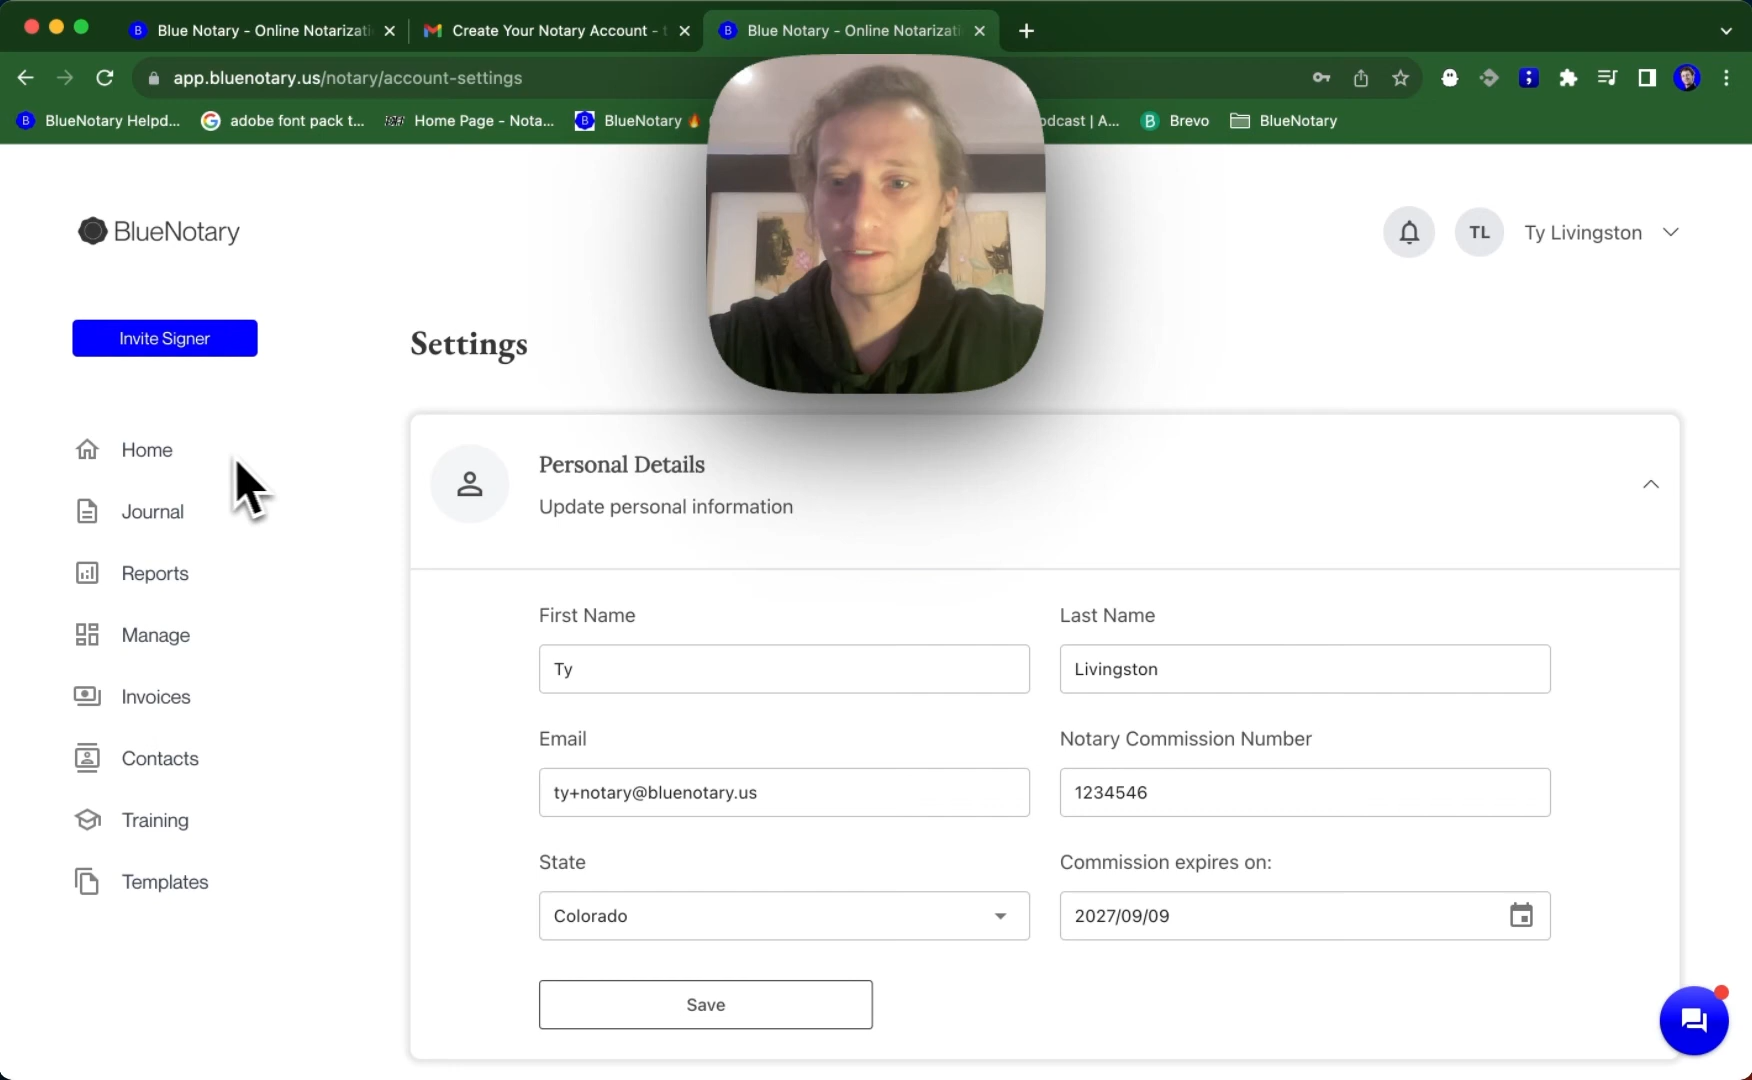 Blue Notary - Online Notarizati
Create Your Notary Account -
Blue Notary - Online Notarizati
app.bluenotary.us/notary/account-settings
BlueNotary Helpd...
adobe font pack t...
Home Page - Nota...
BlueNotary
odcast | A...
Brevo
BlueNotary
BlueNotary
TL
Ty Livingston
Invite Signer
Settings
Home
Journal
Reports
Manage
Invoices
Contacts
Training
Templates
Personal Details
Update personal information
First Name
Last Name
Ty
Livingston
Email
Notary Commission Number
ty+notary@bluenotary.us
1234546
State
Commission expires on:
Colorado
2027/09/09
Save